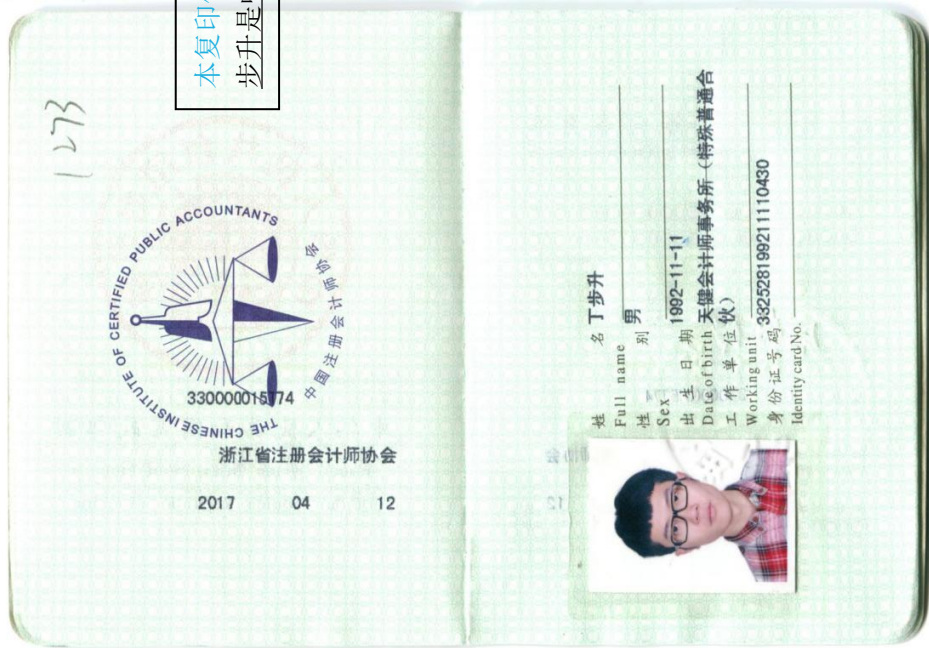 本复印
步升是
1273
THE CHINESE INSTITUTE OF CERTIFIED PUBLIC ACCOUNTANTS
中国注册会计师协会
浙江省注册会计师协会
2017 04 12
姓 名 丁步升
Full name
性 别 男
Sex
出 生 日 期 1992-11-11
Date of birth
工 作 单 位 天健会计师事务所（特殊普通合
Working unit 伙）
身份证号码 332528199211110430
Identity card No.